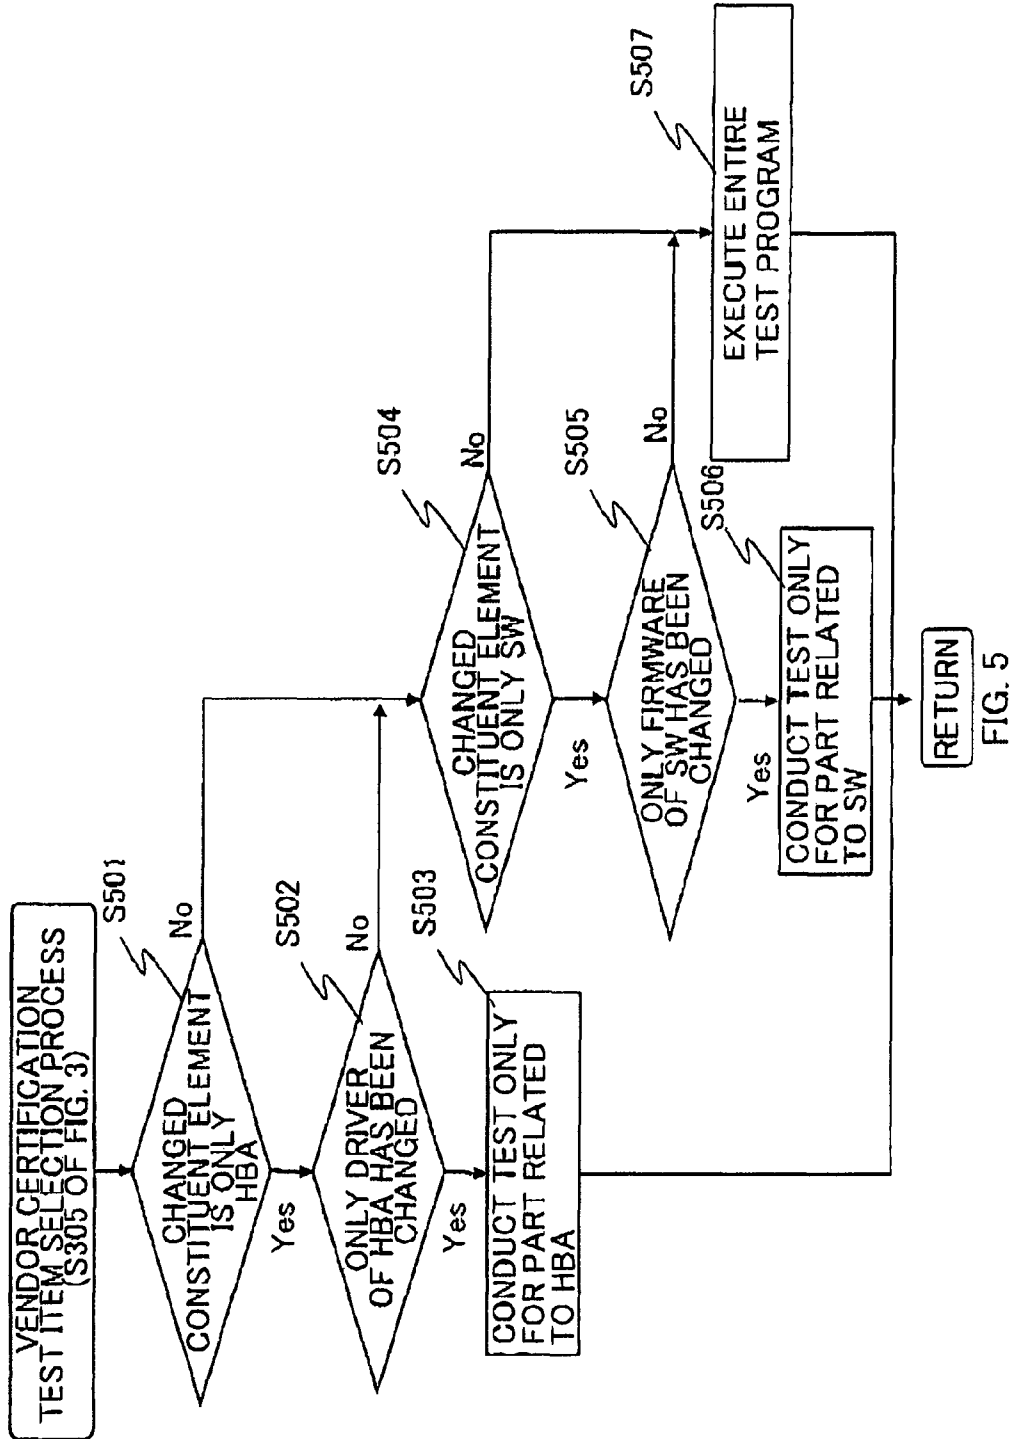 VENDOR CERTIFICATION
TEST ITEM SELECTION PROCESS
(S305 OF FIG. 3)
S501
CHANGED
CONSTITUENT ELEMENT
IS ONLY
HBA
No
Yes
S502
ONLY DRIVER
OF HBA HAS BEEN
CHANGED
No
Yes
S503
CONDUCT TEST ONLY
FOR PART RELATED
TO HBA
S504
CHANGED
CONSTITUENT ELEMENT
IS ONLY SW
No
Yes
S505
ONLY FIRMWARE
OF SW HAS BEEN
CHANGED
No
Yes
S506
CONDUCT TEST ONLY
FOR PART RELATED
TO SW
S507
EXECUTE ENTIRE
TEST PROGRAM
RETURN
FIG. 5